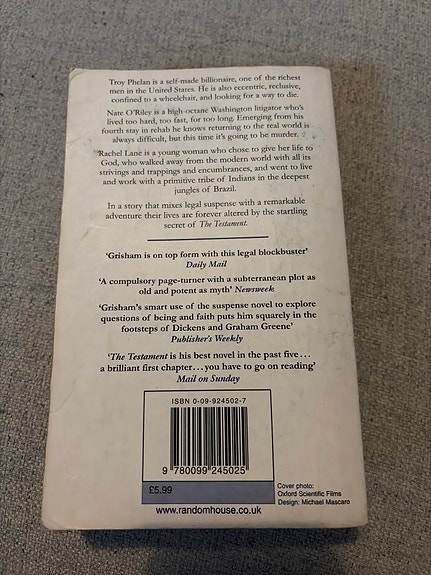 Troy Phelan is a self-made billionaire, one of the richest
men in the United States. He is also eccentric, reclusive,
confined to a wheelchair, and looking for a way to die.
Nate O'Riley is a high-octane Washington litigator who's
lived too hard, too fast, for too long. Emerging from his
fourth stay in rehab he knows returning to the real world is
always difficult, but this time it's going to be murder.
Rachel Lane is a young woman who chose to give her life to
God, who walked away from the modern world with all its
strivings and trappings and encumbrances, and went to live
and work with a primitive tribe of Indians in the deepest
jungles of Brazil.
In a story that mixes legal suspense with a remarkable
adventure their lives are forever altered by the startling
secret of The Testament.
'Grisham is on top form with this legal blockbuster'
Daily Mail
'A compulsory page-turner with a subterranean plot as
old and potent as myth' Newsweek
'Grisham's smart use of the suspense novel to explore
questions of being and faith puts him squarely in the
footsteps of Dickens and Graham Greene'
Publisher's Weekly
'The Testament is his best novel in the past five...
a brilliant first chapter...you have to go on reading'
Mail on Sunday
ISBN 0-09-924502-7
9 780099 245025
£5.99
Cover photo:
Oxford Scientific Films
Design: Michael Mascaro
www.randomhouse.co.uk